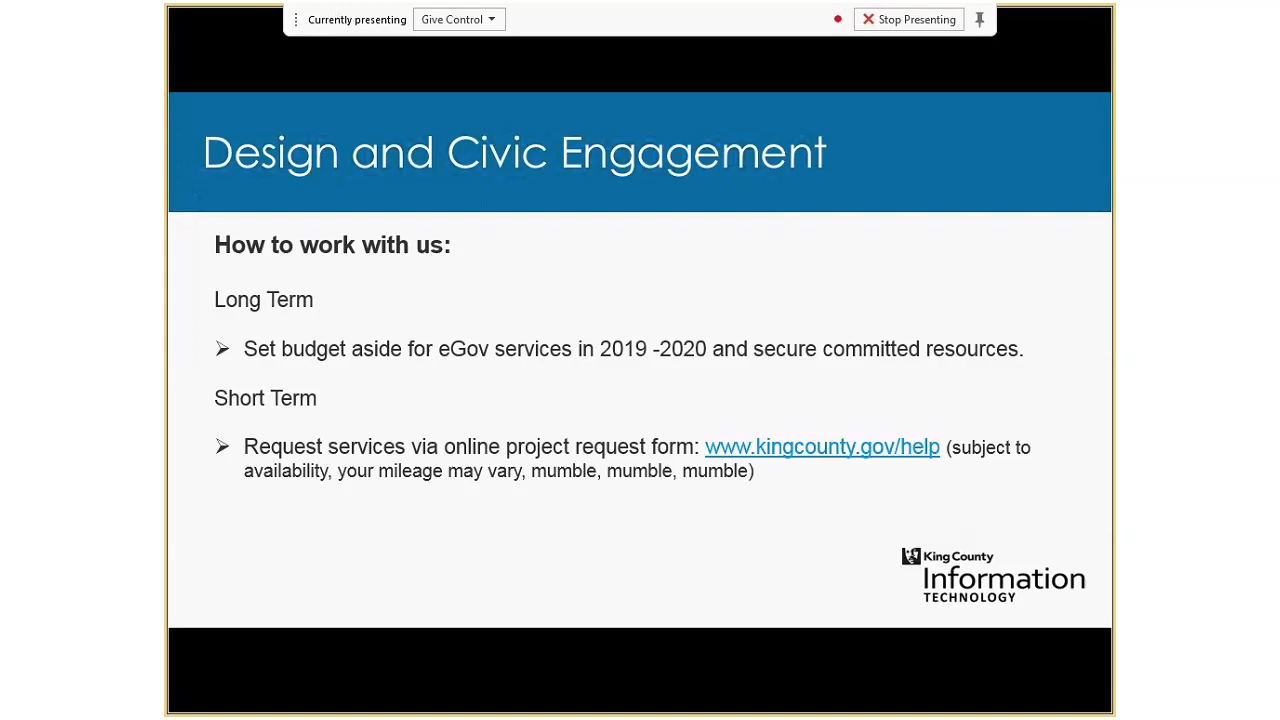 Currently presenting Give Control Stop Presenting
Design and Civic Engagement
How to work with us:
Long Term
Set budget aside for eGov services in 2019 -2020 and secure committed resources.
Short Term
Request services via online project request form: www.kingcounty.gov/help (subject to
availability, your mileage may vary, mumble, mumble, mumble)
King County
Information
TECHNOLOGY